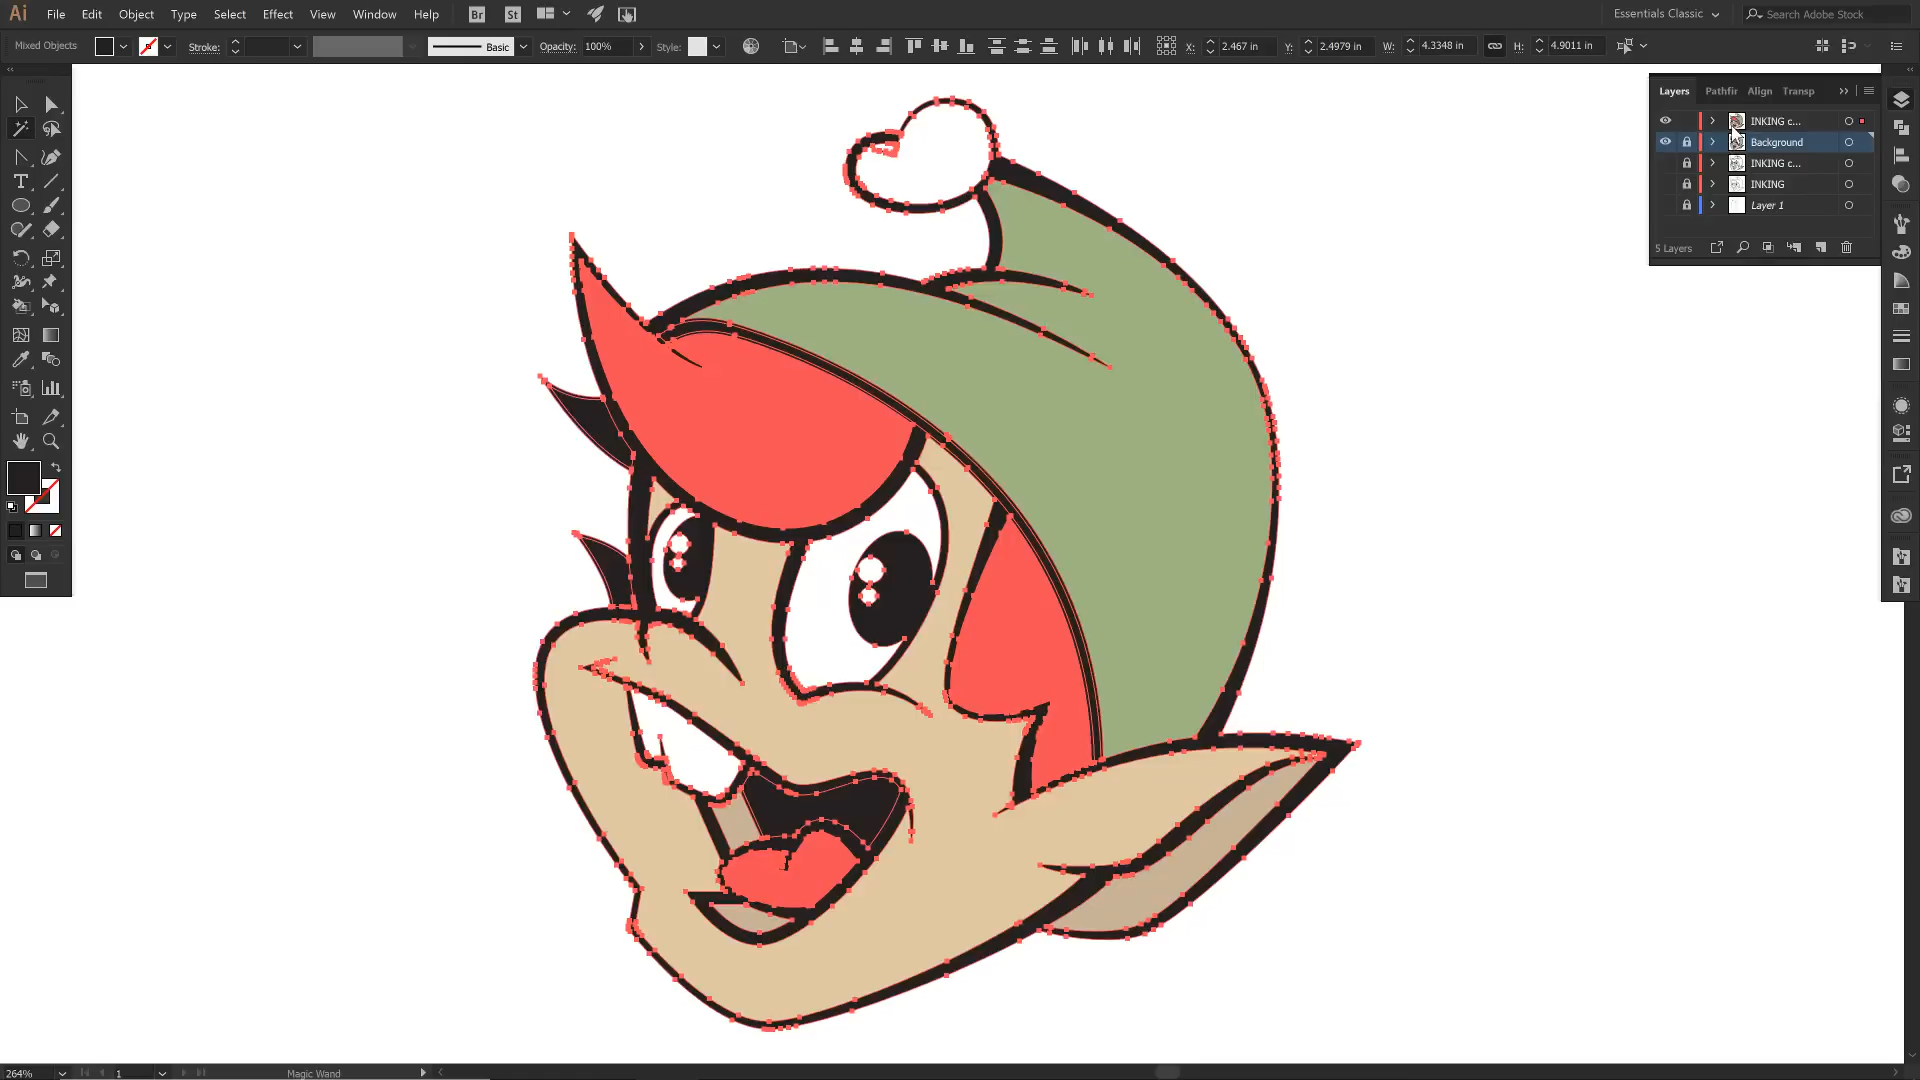 Ai File Edit Object Type Select Effect View Window Help Br St Essentials Classic Search Adobe Stock
Mixed Objects Stroke: Basic Opacity: 100% Style: X: 2.467 in Y: 2.4979 in W: 4.3348 in H: 4.9011 in
Layers Pathfir Align Transp
INKING c...
Background
INKING c...
INKING
Layer 1
5 Layers
264% 1 Magic Wand